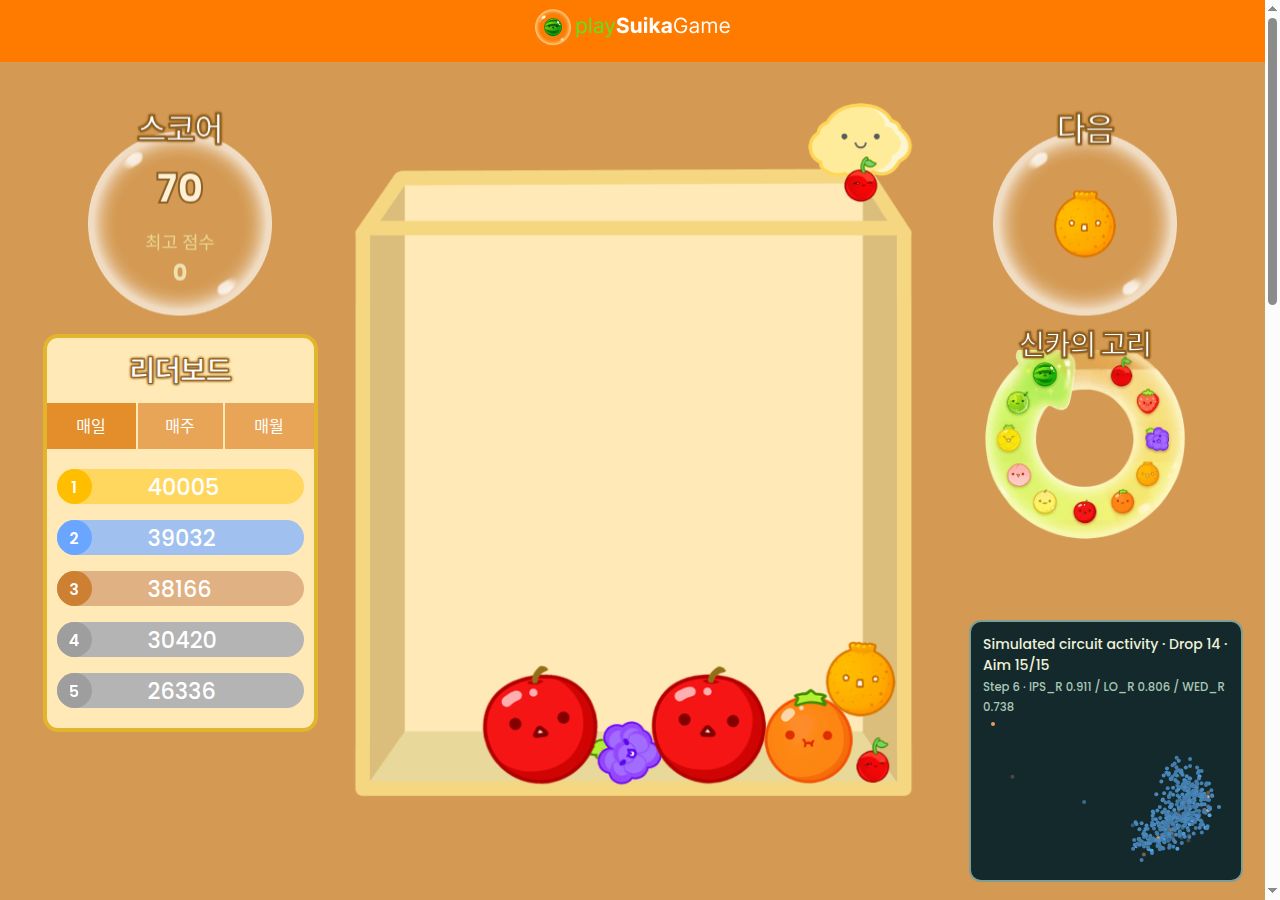 playSuikaGame
스코어
70
최고 점수
0
다음
신카의 고리
리더보드
매일 매주 매월
1 40005
2 39032
3 38166
4 30420
5 26336
Simulated circuit activity · Drop 14 ·
Aim 15/15
Step 6 · IPS_R 0.911 / LO_R 0.806 / WED_R
0.738